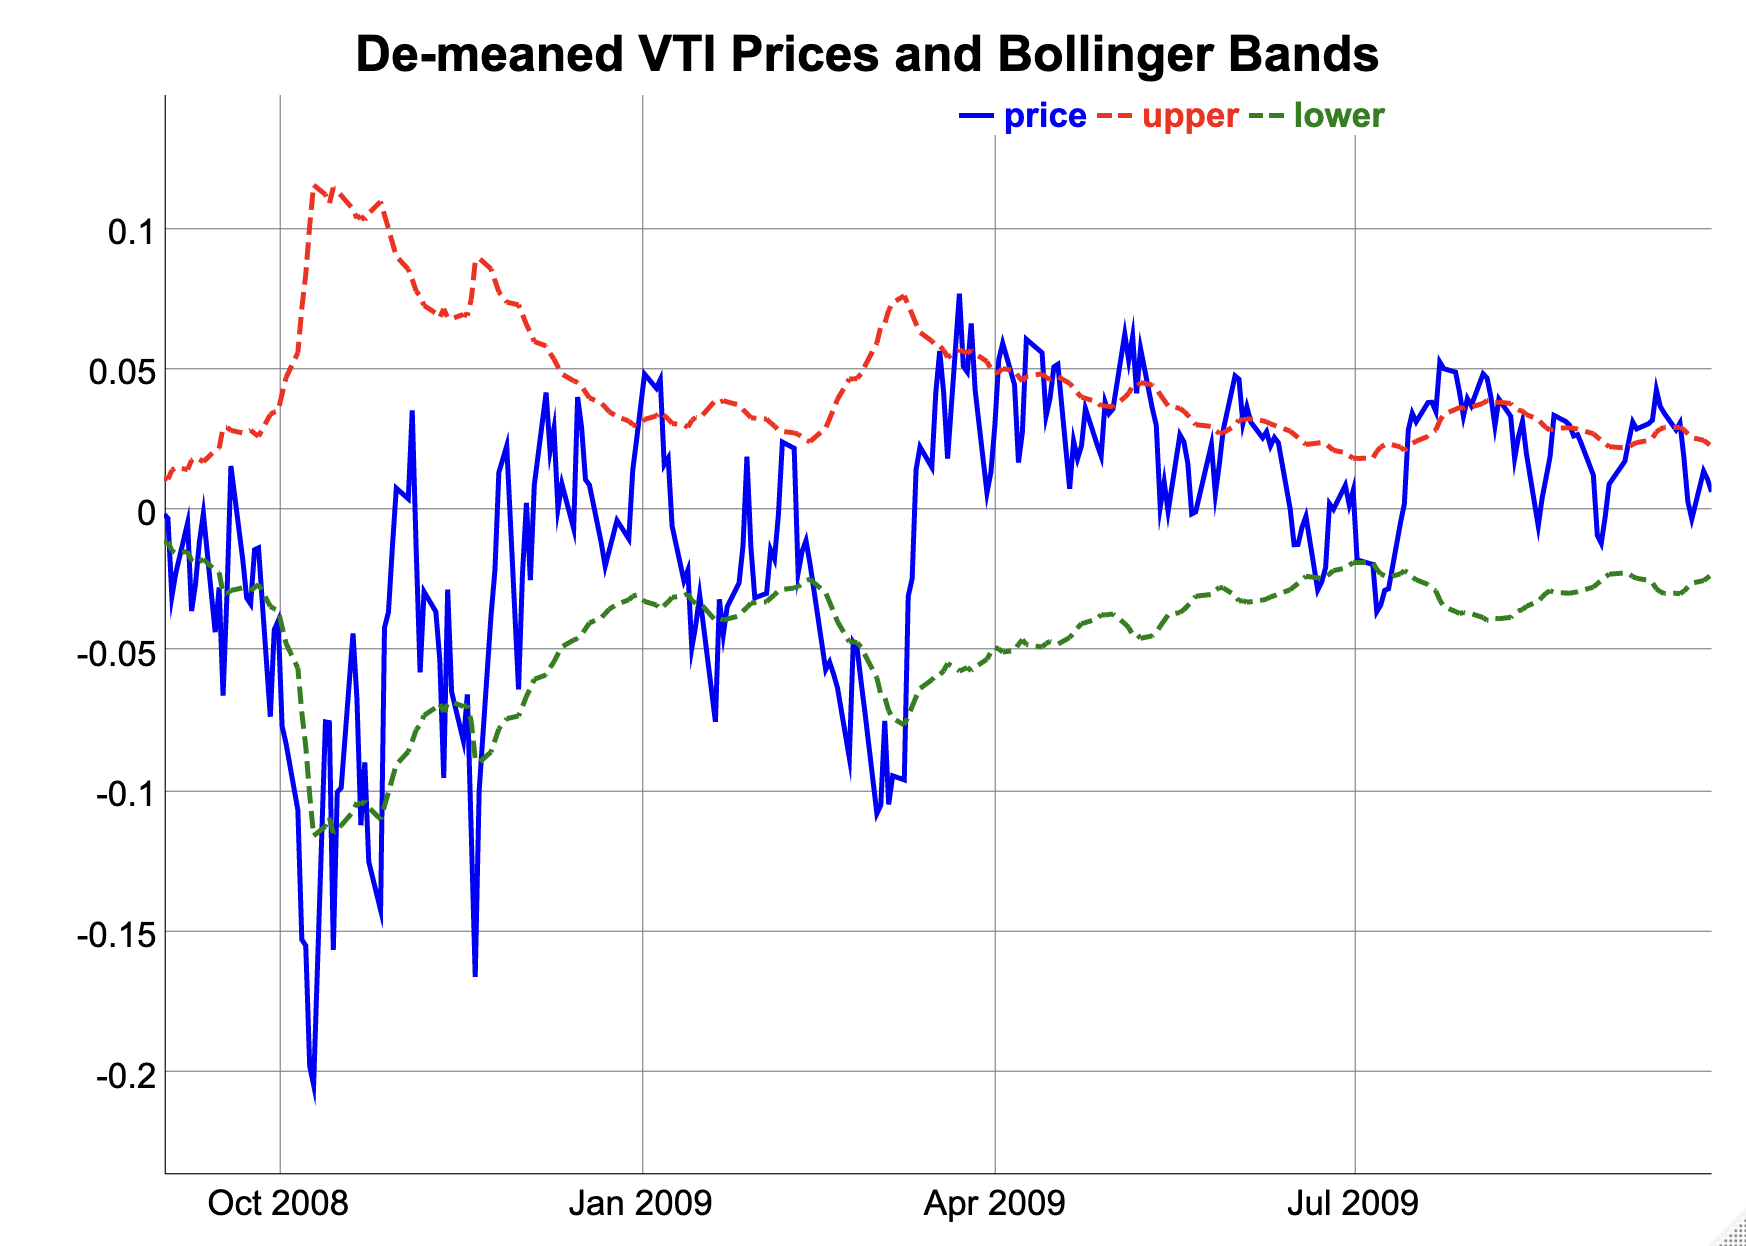 De-meaned VTI Prices and Bollinger Bands
price upper lower
0.1
0.05
0
-0.05
-0.1
-0.15
-0.2
Oct 2008 Jan 2009 Apr 2009 Jul 2009